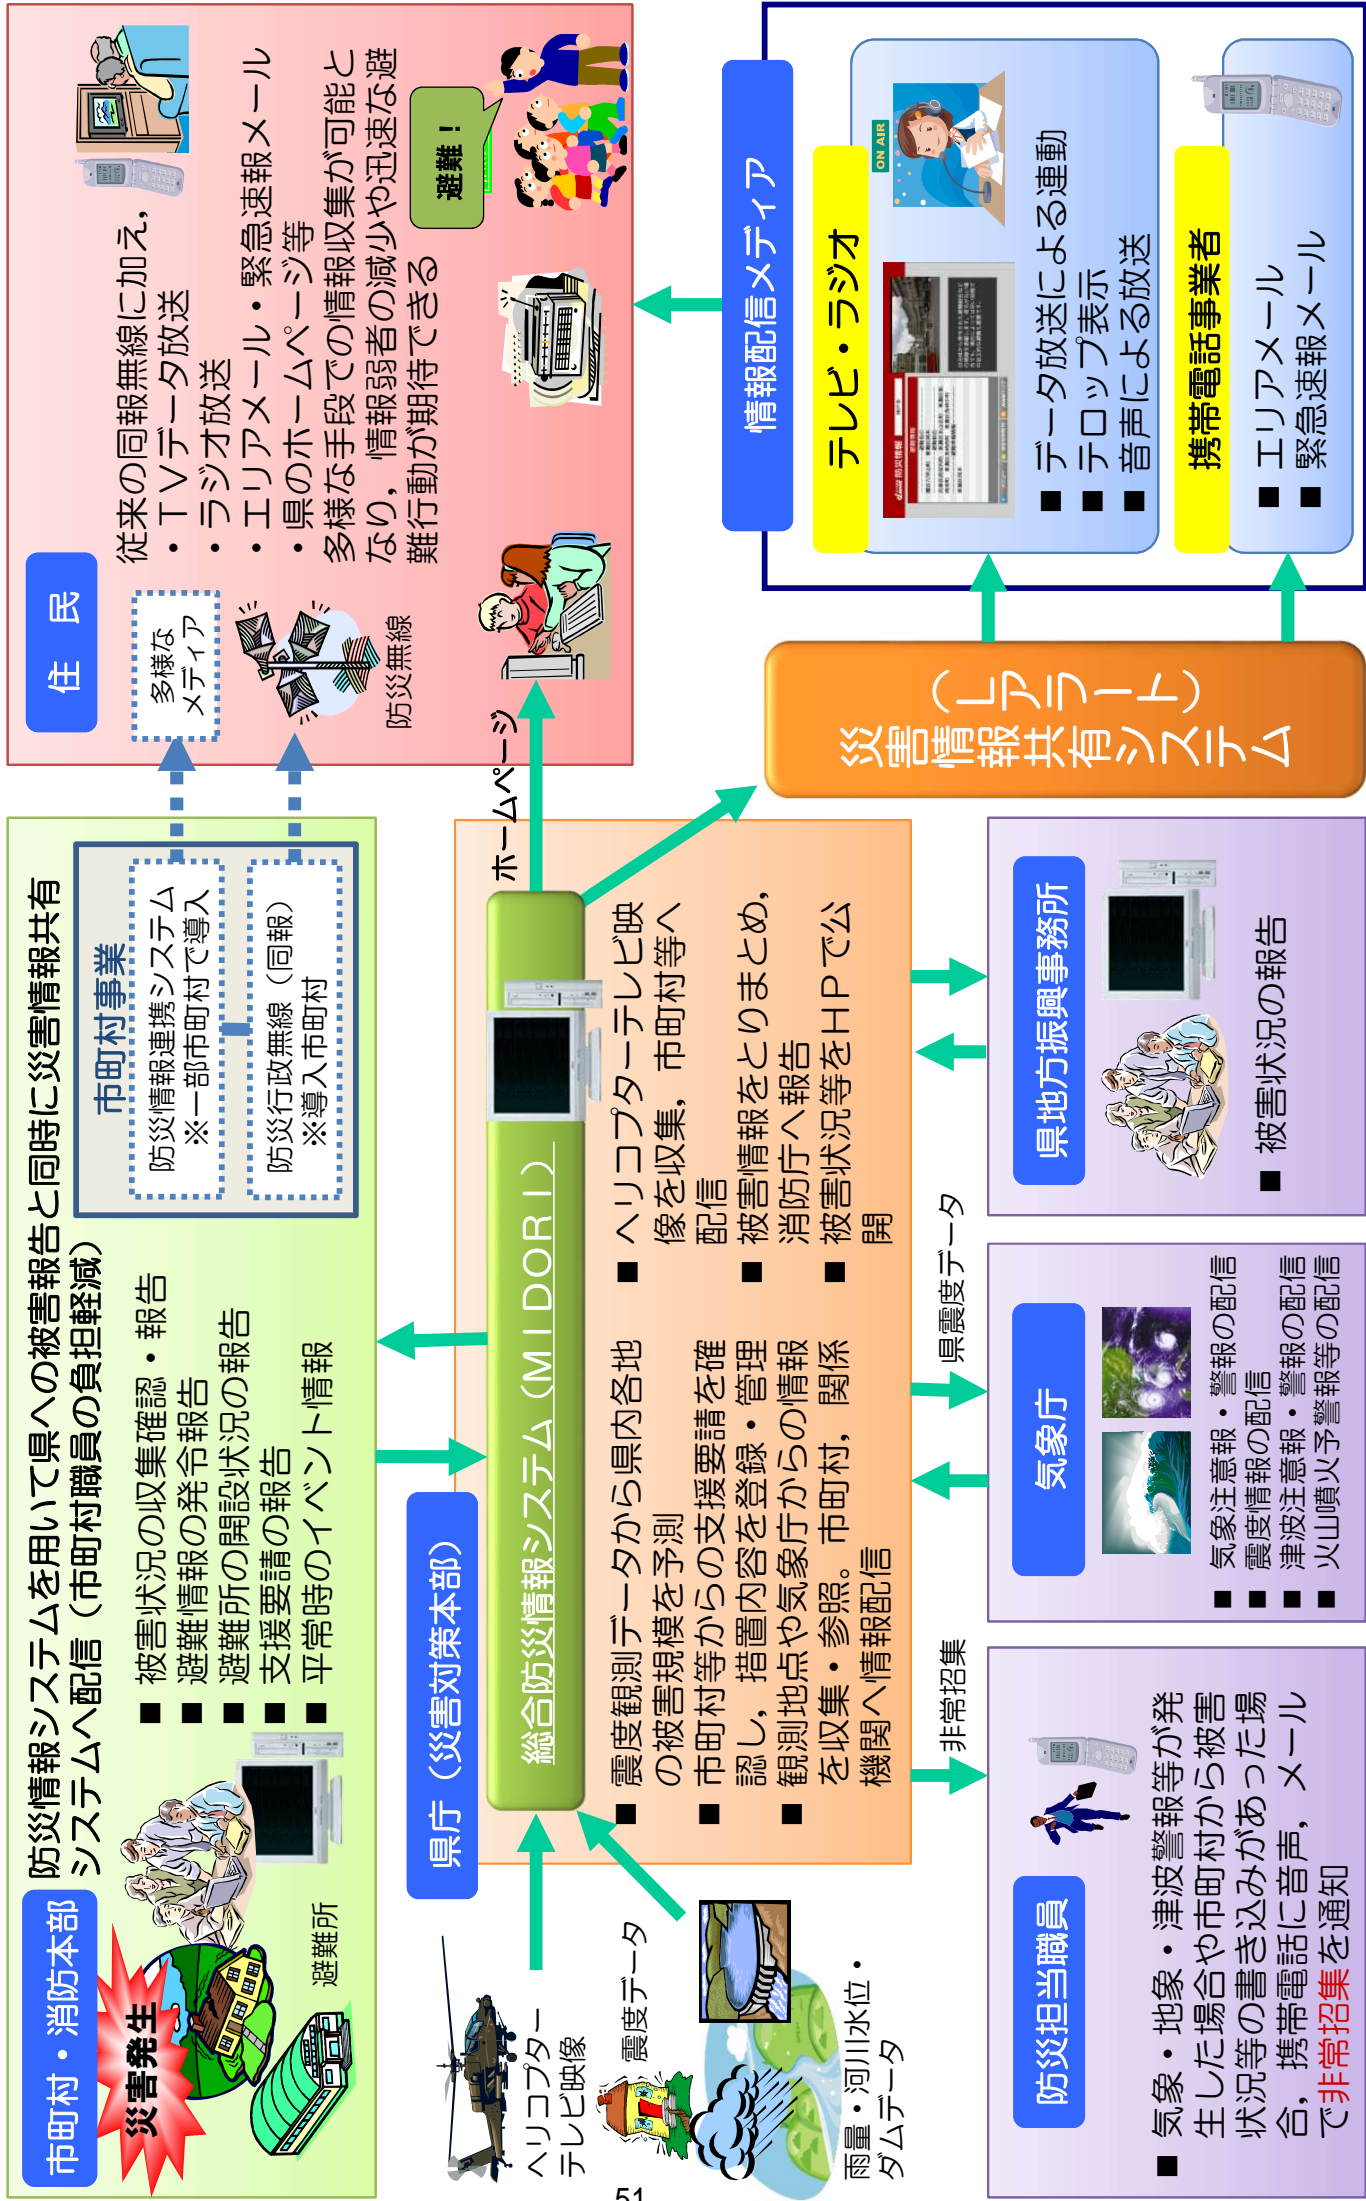 市町村・消防本部
災害発生
避難所
防災情報システムを用いて県への被害報告と同時に災害情報共有
システムへ配信（市町村職員の負担軽減）
■ 被害状況の収集確認・報告
■ 避難情報の発令報告
■ 避難所の開設状況の報告
■ 支援要請の報告
■ 平常時のイベント情報
市町村事業
防災情報連携システム
※一部市町村で導入
防災行政無線（同報）
※導入市町村
住　民
多様な
メディア
防災無線
従来の同報無線に加え，
・ＴＶデータ放送
・ラジオ放送
・エリアメール・緊急速報メール
・県のホームページ等
多様な手段での情報収集が可能と
なり，情報弱者の減少や迅速な避
難行動が期待できる
避難！
ヘリコプター
テレビ映像
震度データ
雨量・河川水位・
ダムデータ
県庁（災害対策本部）
総合防災情報システム（ＭＩＤＯＲＩ）
ホームページ
■ 震度観測データから県内各地
の被害規模を予測
■ 市町村等からの支援要請を確
認し，措置内容を登録・管理
■ 観測地点や気象庁からの情報
を収集・参照。市町村，関係
機関へ情報配信
■ ヘリコプターテレビ映
像を収集，市町村等へ
配信
■ 被害情報をとりまとめ，
消防庁へ報告
■ 被害状況等をＨＰで公
開
災害情報共有システム
（Ｌアラート）
情報配信メディア
テレビ・ラジオ
防災情報
ON AIR
■ データ放送による連動
■ テロップ表示
■ 音声による放送
携帯電話事業者
■ エリアメール
■ 緊急速報メール
非常招集
県震度データ
防災担当職員
■ 気象・地象・津波警報等が発
生した場合や市町村から被害
状況等の書き込みがあった場
合，携帯電話に音声，メール
で非常招集を通知
気象庁
■ 気象注意報・警報の配信
■ 震度情報の配信
■ 津波注意報・警報の配信
■ 火山噴火予警報等の配信
県地方振興事務所
■ 被害状況の報告
51